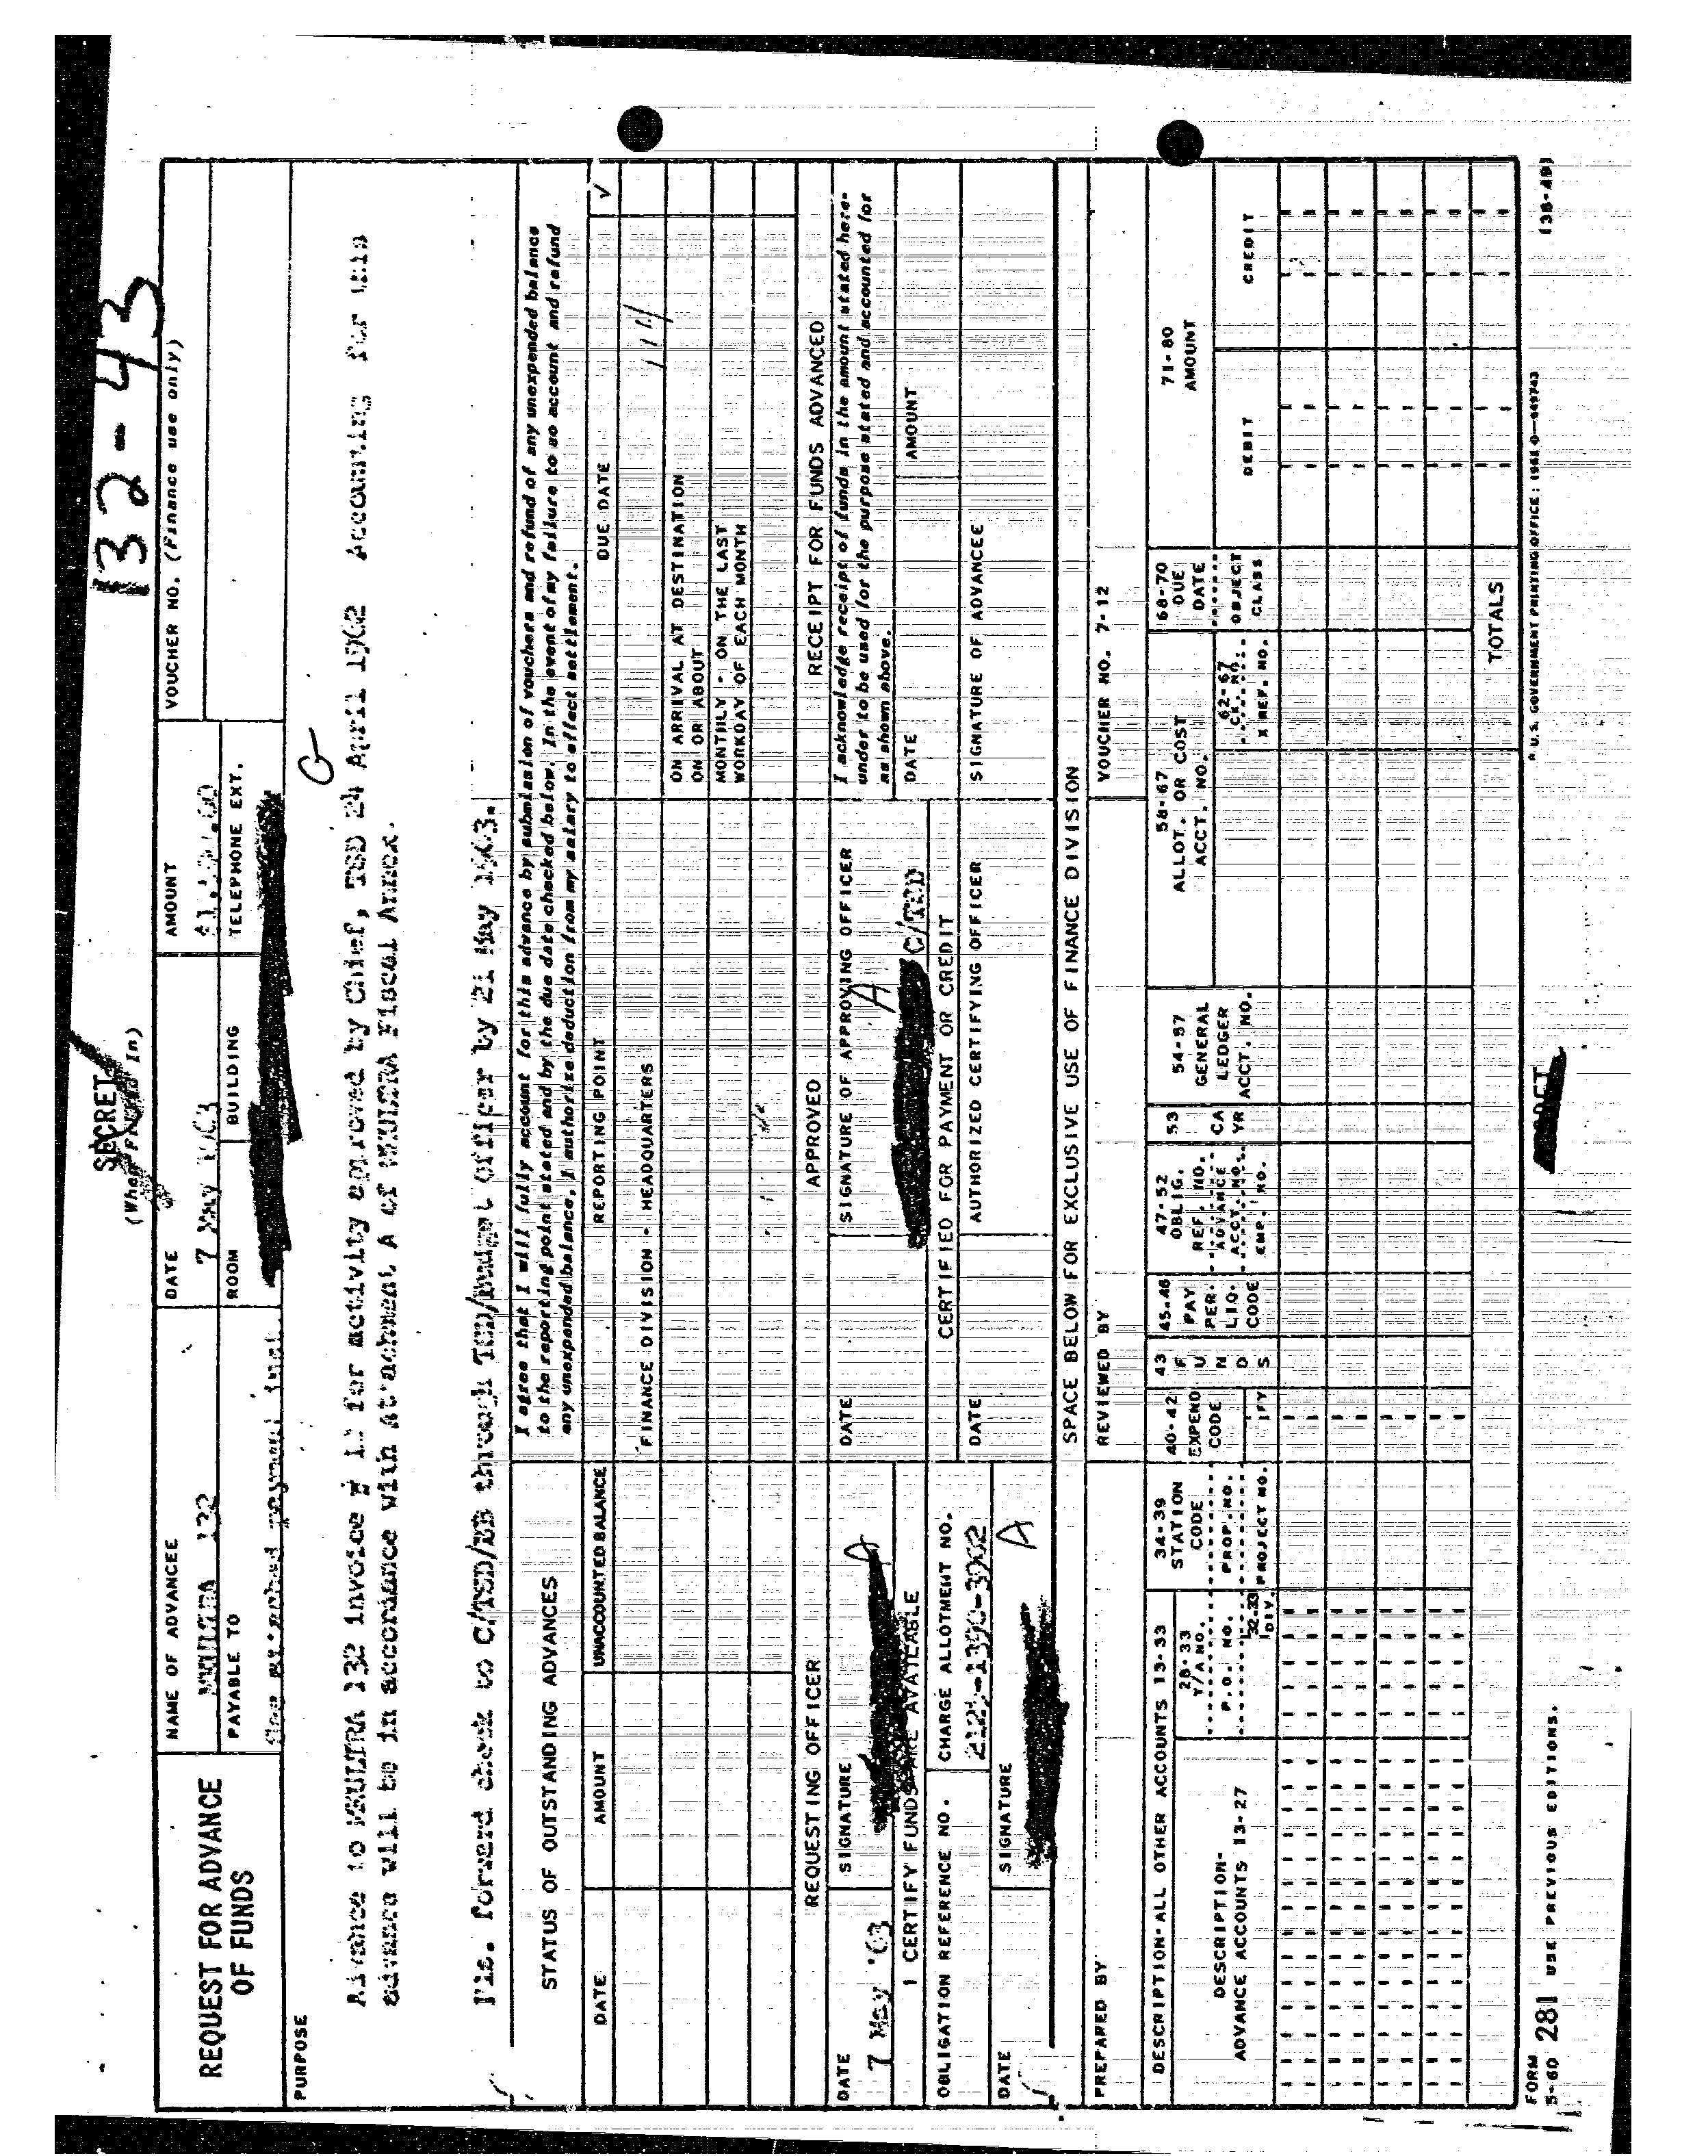 132-43
SECRET
(When Filled In)
REQUEST FOR ADVANCE
OF FUNDS
NAME OF ADVANCEE
MKULTRA 132
DATE
7 May
AMOUNT
VOUCHER NO. (Finance use only)
PAYABLE TO
See attached payment
ROOM
BUILDING
TELEPHONE EXT.
PURPOSE
G
Advance to MKULTRA 132 invoice # for activity approved by Chief, TSD 24 April 1962 Accounting for this
advance will be in accordance with Attachment A of MKULTRA Fiscal Annex.
Pls. forward check to C/TSD/BB through TSD/Budget Officer by 21 May 1963.
STATUS OF OUTSTANDING ADVANCES
I agree that I will fully account for this advance by submission of vouchers and refund of any unexpended balance
to the reporting point stated and by the due date checked below. In the event of my failure to so account and refund
any unexpended balance, I authorize deduction from my salary to effect settlement.
DATE
AMOUNT
UNACCOUNTED BALANCE
REPORTING POINT
DUE DATE
✓
FINANCE DIVISION - HEADQUARTERS
ON ARRIVAL AT DESTINATION
ON OR ABOUT
MONTHLY - ON THE LAST
WORKDAY OF EACH MONTH
REQUESTING OFFICER
APPROVED
RECEIPT FOR FUNDS ADVANCED
DATE
7 May '63
SIGNATURE
A
DATE
SIGNATURE OF APPROVING OFFICER
A
C/TSD
I acknowledge receipt of funds in the amount stated here-
under to be used for the purpose stated and accounted for
as shown above.
I CERTIFY FUNDS ARE AVAILABLE
DATE
AMOUNT
OBLIGATION REFERENCE NO.
CHARGE ALLOTMENT NO.
CERTIFIED FOR PAYMENT OR CREDIT
DATE
AUTHORIZED CERTIFYING OFFICER
SIGNATURE OF ADVANCEE
DATE
SIGNATURE
A
SPACE BELOW FOR EXCLUSIVE USE OF FINANCE DIVISION
PREPARED BY
REVIEWED BY
VOUCHER NO. 7-12
DESCRIPTION-ALL OTHER ACCOUNTS 13-33
DESCRIPTION-
ADVANCE ACCOUNTS 13-27
28-33
T/A NO.
P.O. NO.
32-33
DIV.
34-39
STATION
CODE
PROP. NO.
PROJECT NO.
40-42
EXPEND
CODE
FY
43
F
U
N
D
S
45-46
PAY
PER.
LIQ.
CODE
47-52
OBLIG.
REF. NO.
ADVANCE
ACCT. NO.
EMP. NO.
53
CA
YR
54-57
GENERAL
LEDGER
ACCT. NO.
58-67
ALLOT. OR COST
ACCT. NO.
62-67
CK. NO.
X REF. NO.
68-70
DUE
DATE
OBJECT
CLASS
71-80
AMOUNT
DEBIT
CREDIT
TOTALS
FORM
5-60 281 USE PREVIOUS EDITIONS.
U.S. GOVERNMENT PRINTING OFFICE:
(38-49)